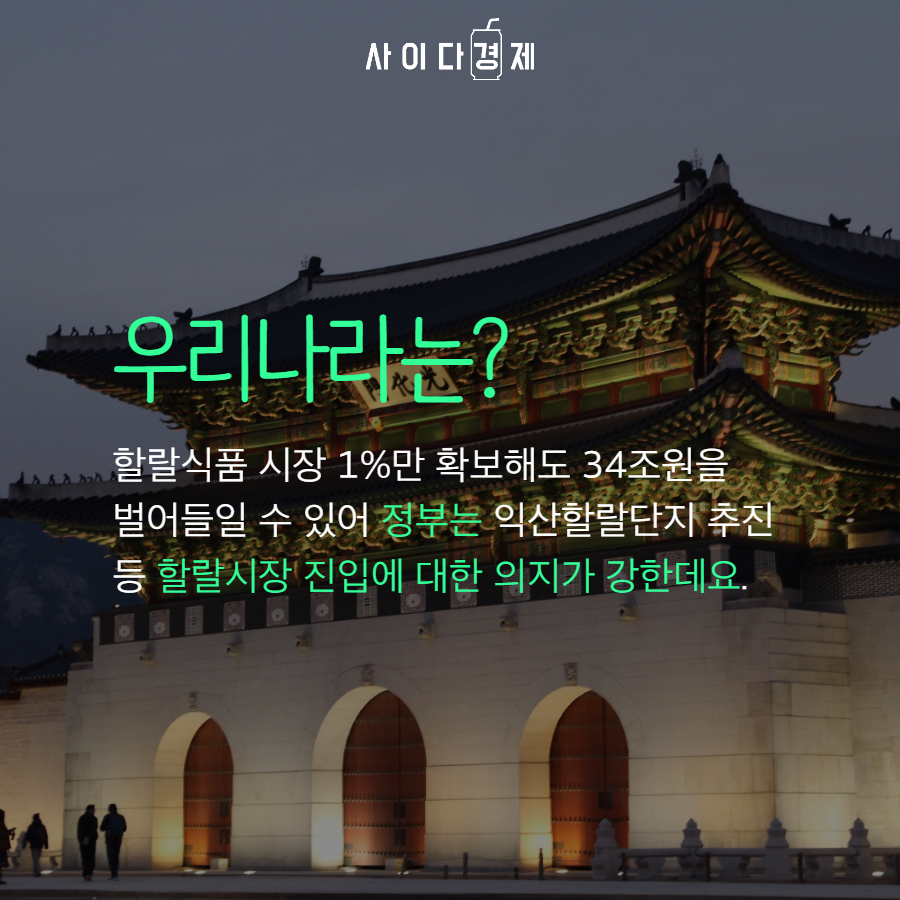 사이다경제
우리나라는?
할랄식품 시장 1%만 확보해도 34조원을
벌어들일 수 있어 정부는 익산할랄단지 추진
등 할랄시장 진입에 대한 의지가 강한데요.